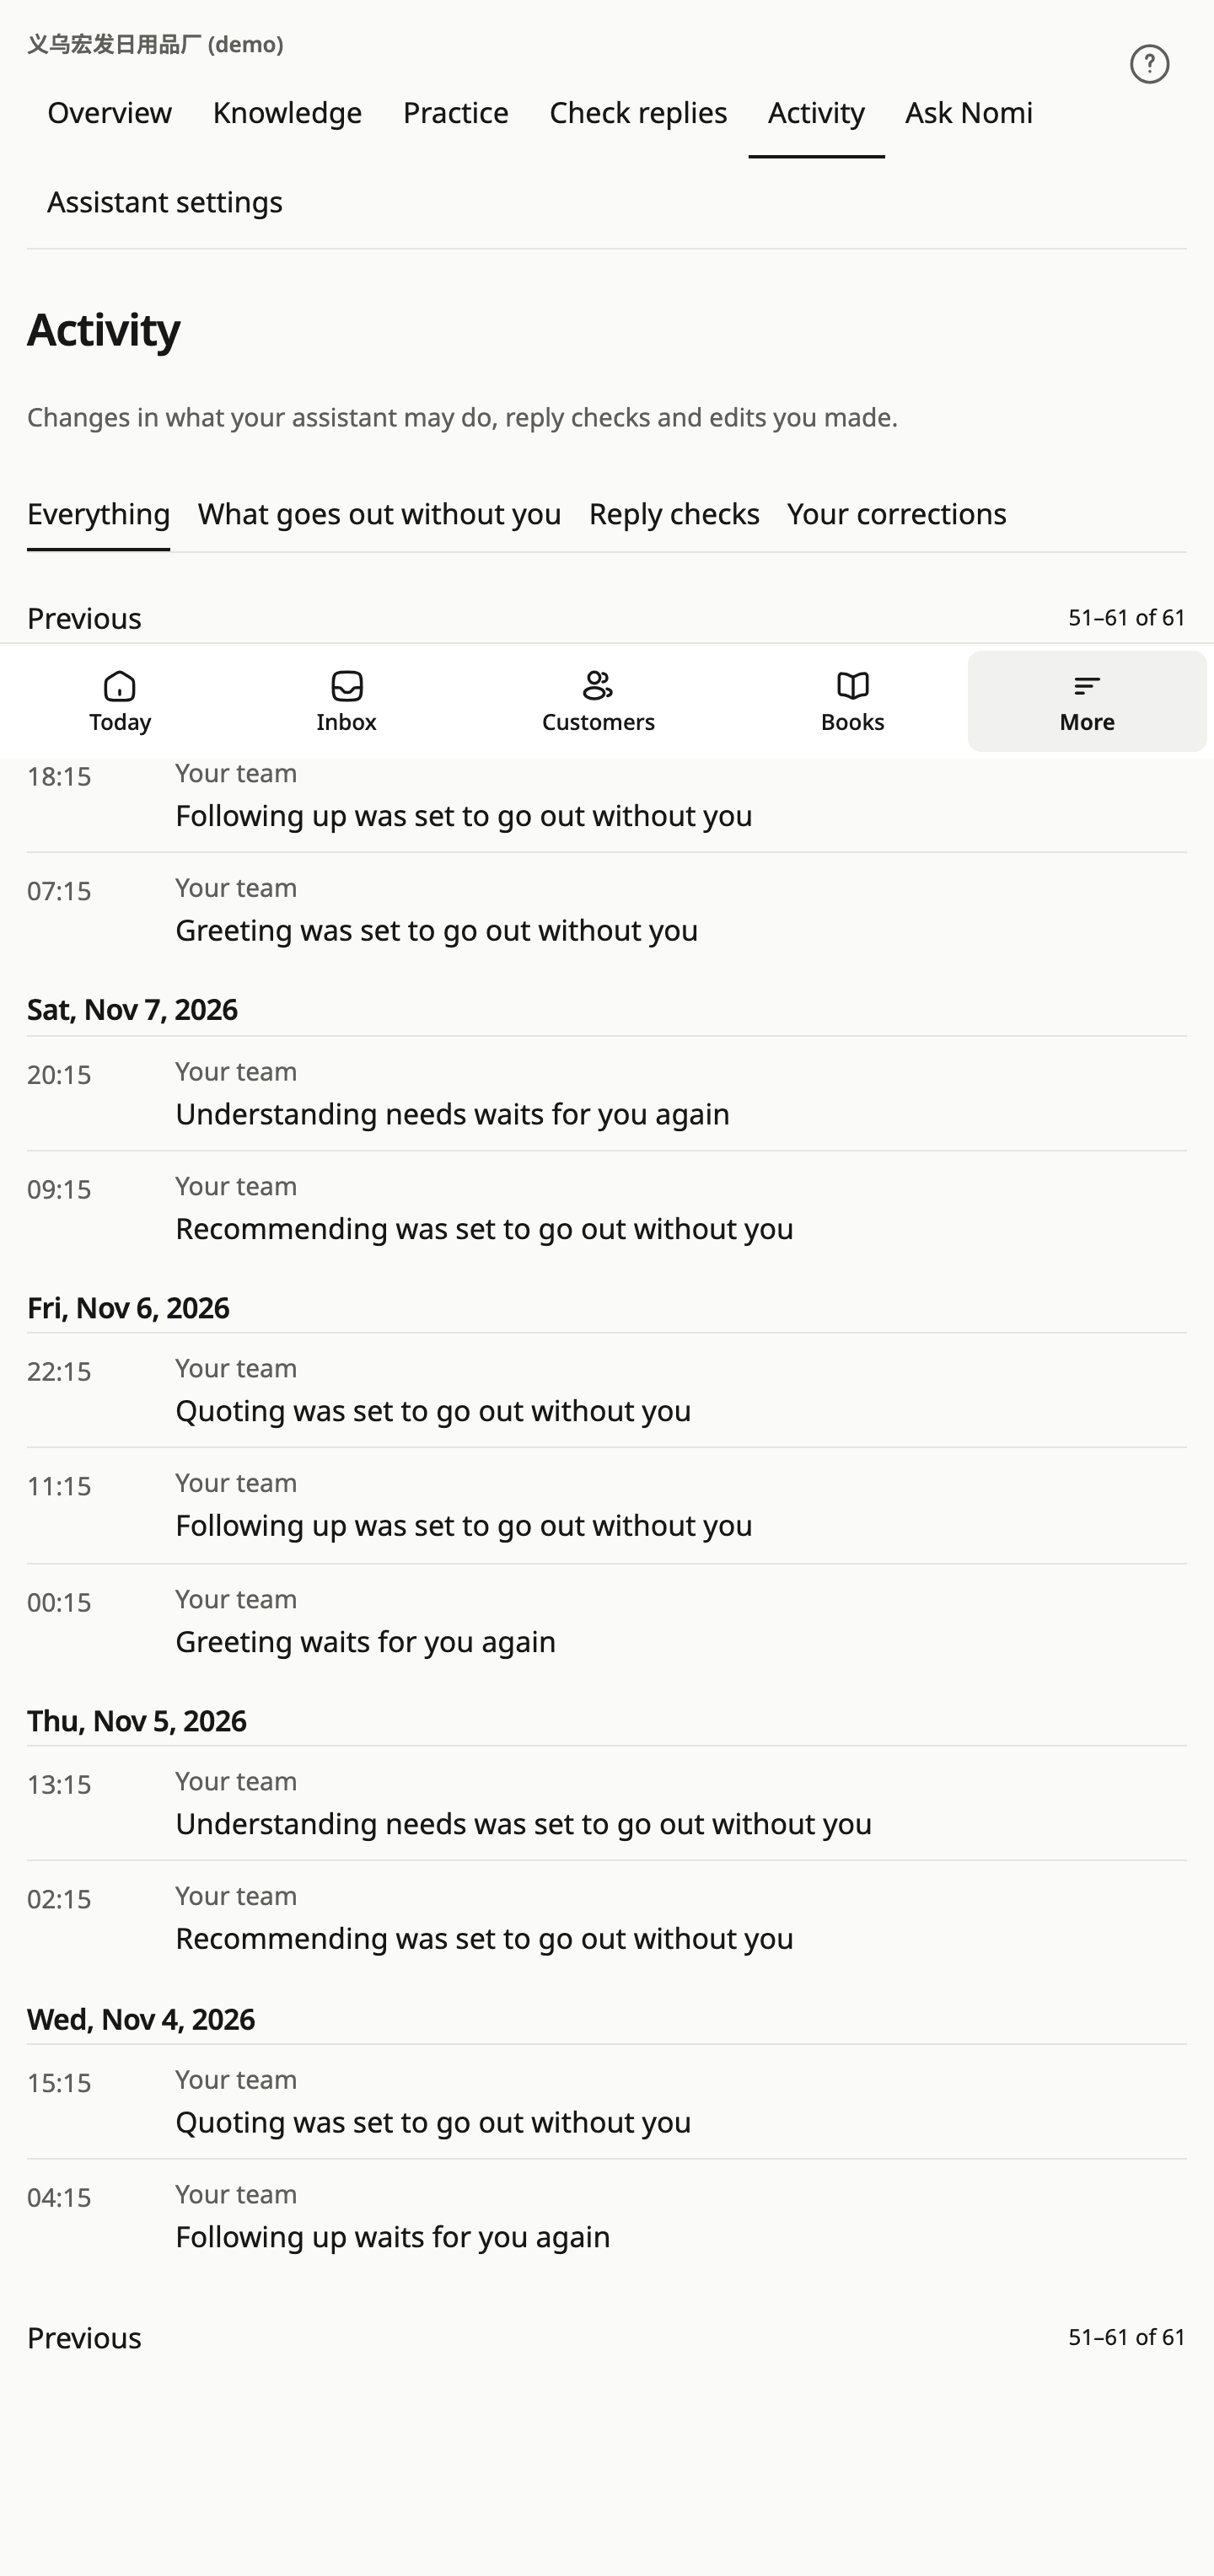 义乌宏发日用品厂 (demo)
Overview Knowledge Practice Check replies Activity Ask Nomi
Assistant settings
Activity
Changes in what your assistant may do, reply checks and edits you made.
Everything What goes out without you Reply checks Your corrections
Previous 51–61 of 61
Today Inbox Customers Books More
18:15 Your team
Following up was set to go out without you
07:15 Your team
Greeting was set to go out without you
Sat, Nov 7, 2026
20:15 Your team
Understanding needs waits for you again
09:15 Your team
Recommending was set to go out without you
Fri, Nov 6, 2026
22:15 Your team
Quoting was set to go out without you
11:15 Your team
Following up was set to go out without you
00:15 Your team
Greeting waits for you again
Thu, Nov 5, 2026
13:15 Your team
Understanding needs was set to go out without you
02:15 Your team
Recommending was set to go out without you
Wed, Nov 4, 2026
15:15 Your team
Quoting was set to go out without you
04:15 Your team
Following up waits for you again
Previous 51–61 of 61